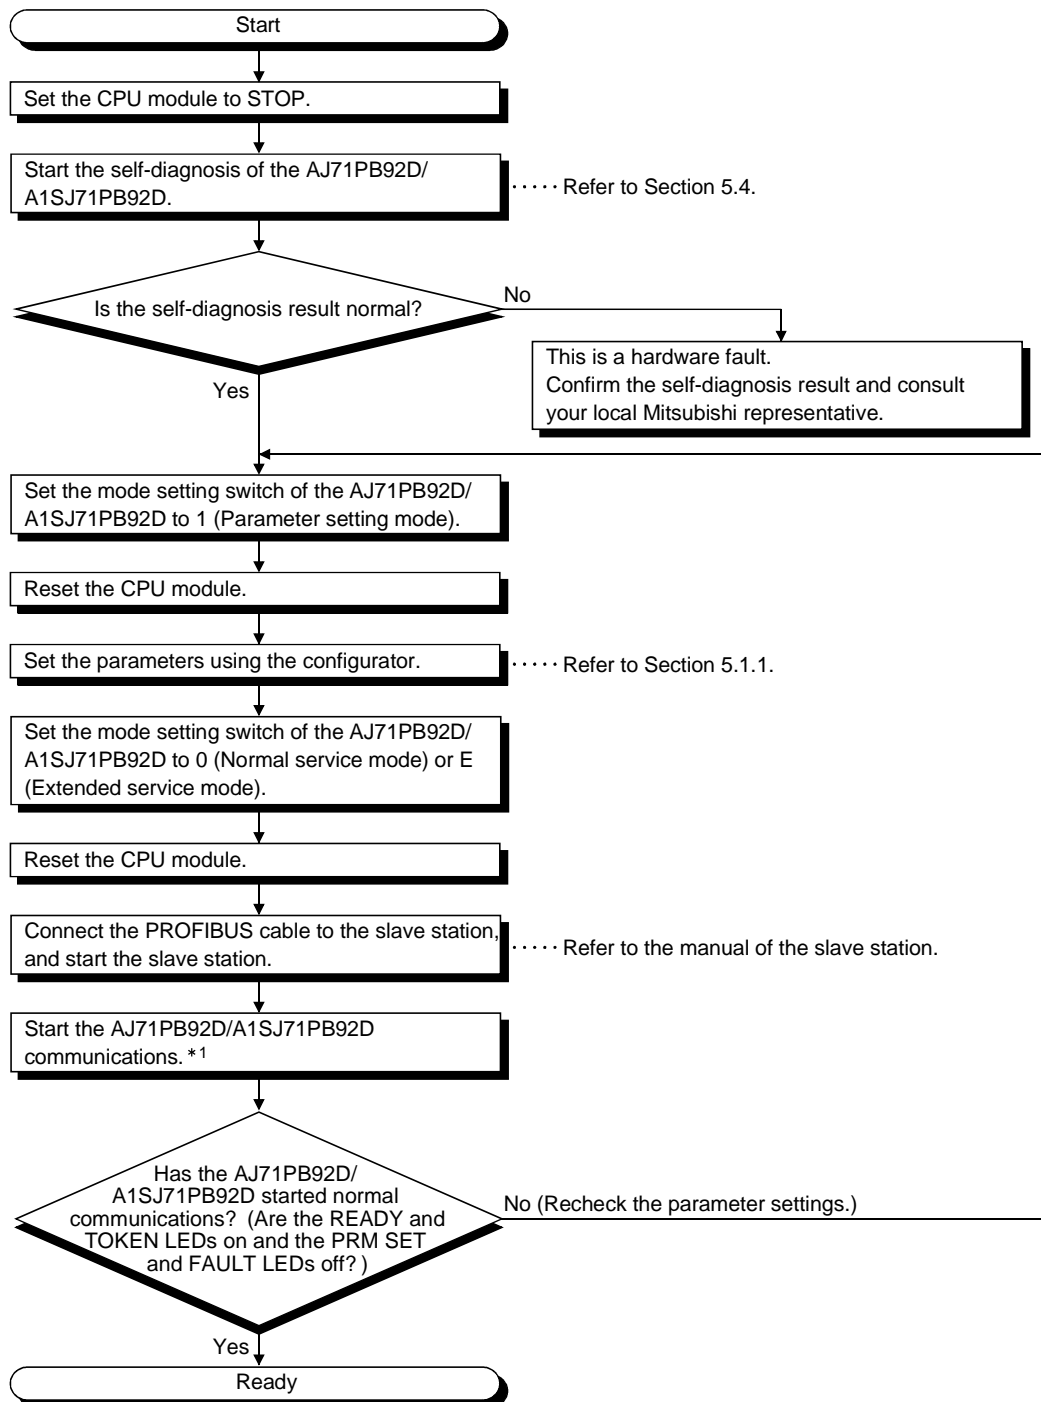 Start
Set the CPU module to STOP.
Start the self-diagnosis of the AJ71PB92D/
A1SJ71PB92D.
····· Refer to Section 5.4.
Is the self-diagnosis result normal?
No
This is a hardware fault.
Confirm the self-diagnosis result and consult
your local Mitsubishi representative.
Yes
Set the mode setting switch of the AJ71PB92D/
A1SJ71PB92D to 1 (Parameter setting mode).
Reset the CPU module.
Set the parameters using the configurator.
····· Refer to Section 5.1.1.
Set the mode setting switch of the AJ71PB92D/
A1SJ71PB92D to 0 (Normal service mode) or E
(Extended service mode).
Reset the CPU module.
Connect the PROFIBUS cable to the slave station,
and start the slave station.
····· Refer to the manual of the slave station.
Start the AJ71PB92D/A1SJ71PB92D
communications. *1
Has the AJ71PB92D/
A1SJ71PB92D started normal
communications? (Are the READY and
TOKEN LEDs on and the PRM SET
and FAULT LEDs off? )
No (Recheck the parameter settings.)
Yes
Ready